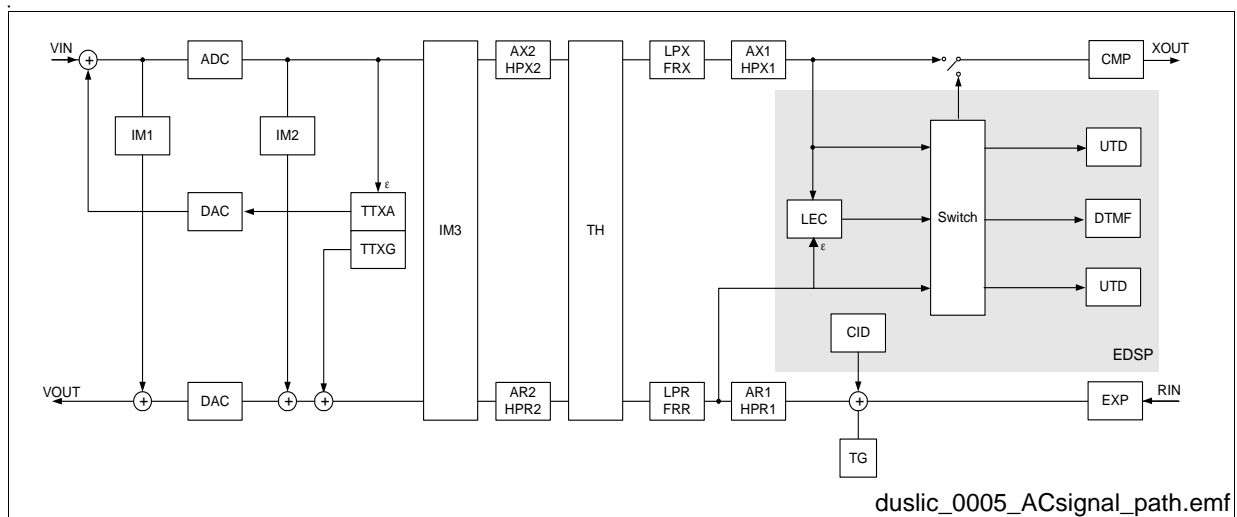 VIN
ADC
AX2
HPX2
LPX
FRX
AX1
HPX1
CMP
XOUT
IM1
IM2
UTD
ε
DAC
TTXA
TTXG
IM3
TH
LEC
ε
Switch
DTMF
UTD
CID
EDSP
VOUT
DAC
AR2
HPR2
LPR
FRR
AR1
HPR1
EXP
RIN
TG
duslic_0005_ACsignal_path.emf